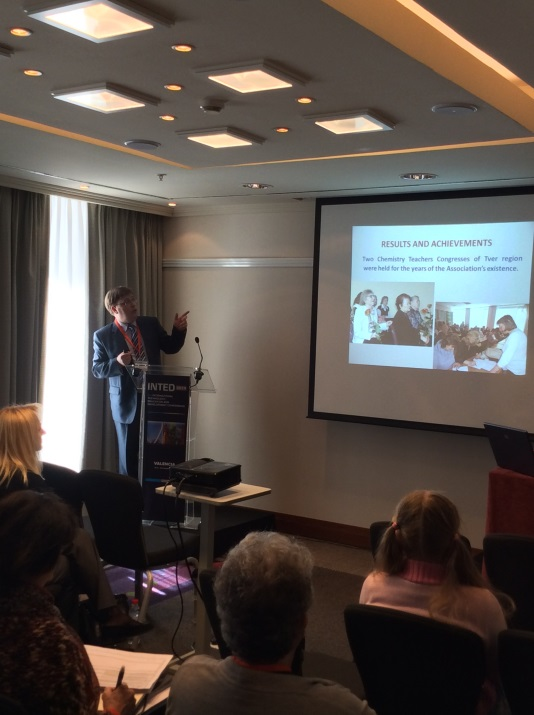 RESULTS AND ACHIEVEMENTS
Two Chemistry Teachers Congresses of Tver region
were held for the years of the Association's existence.
INTED
VALENCIA